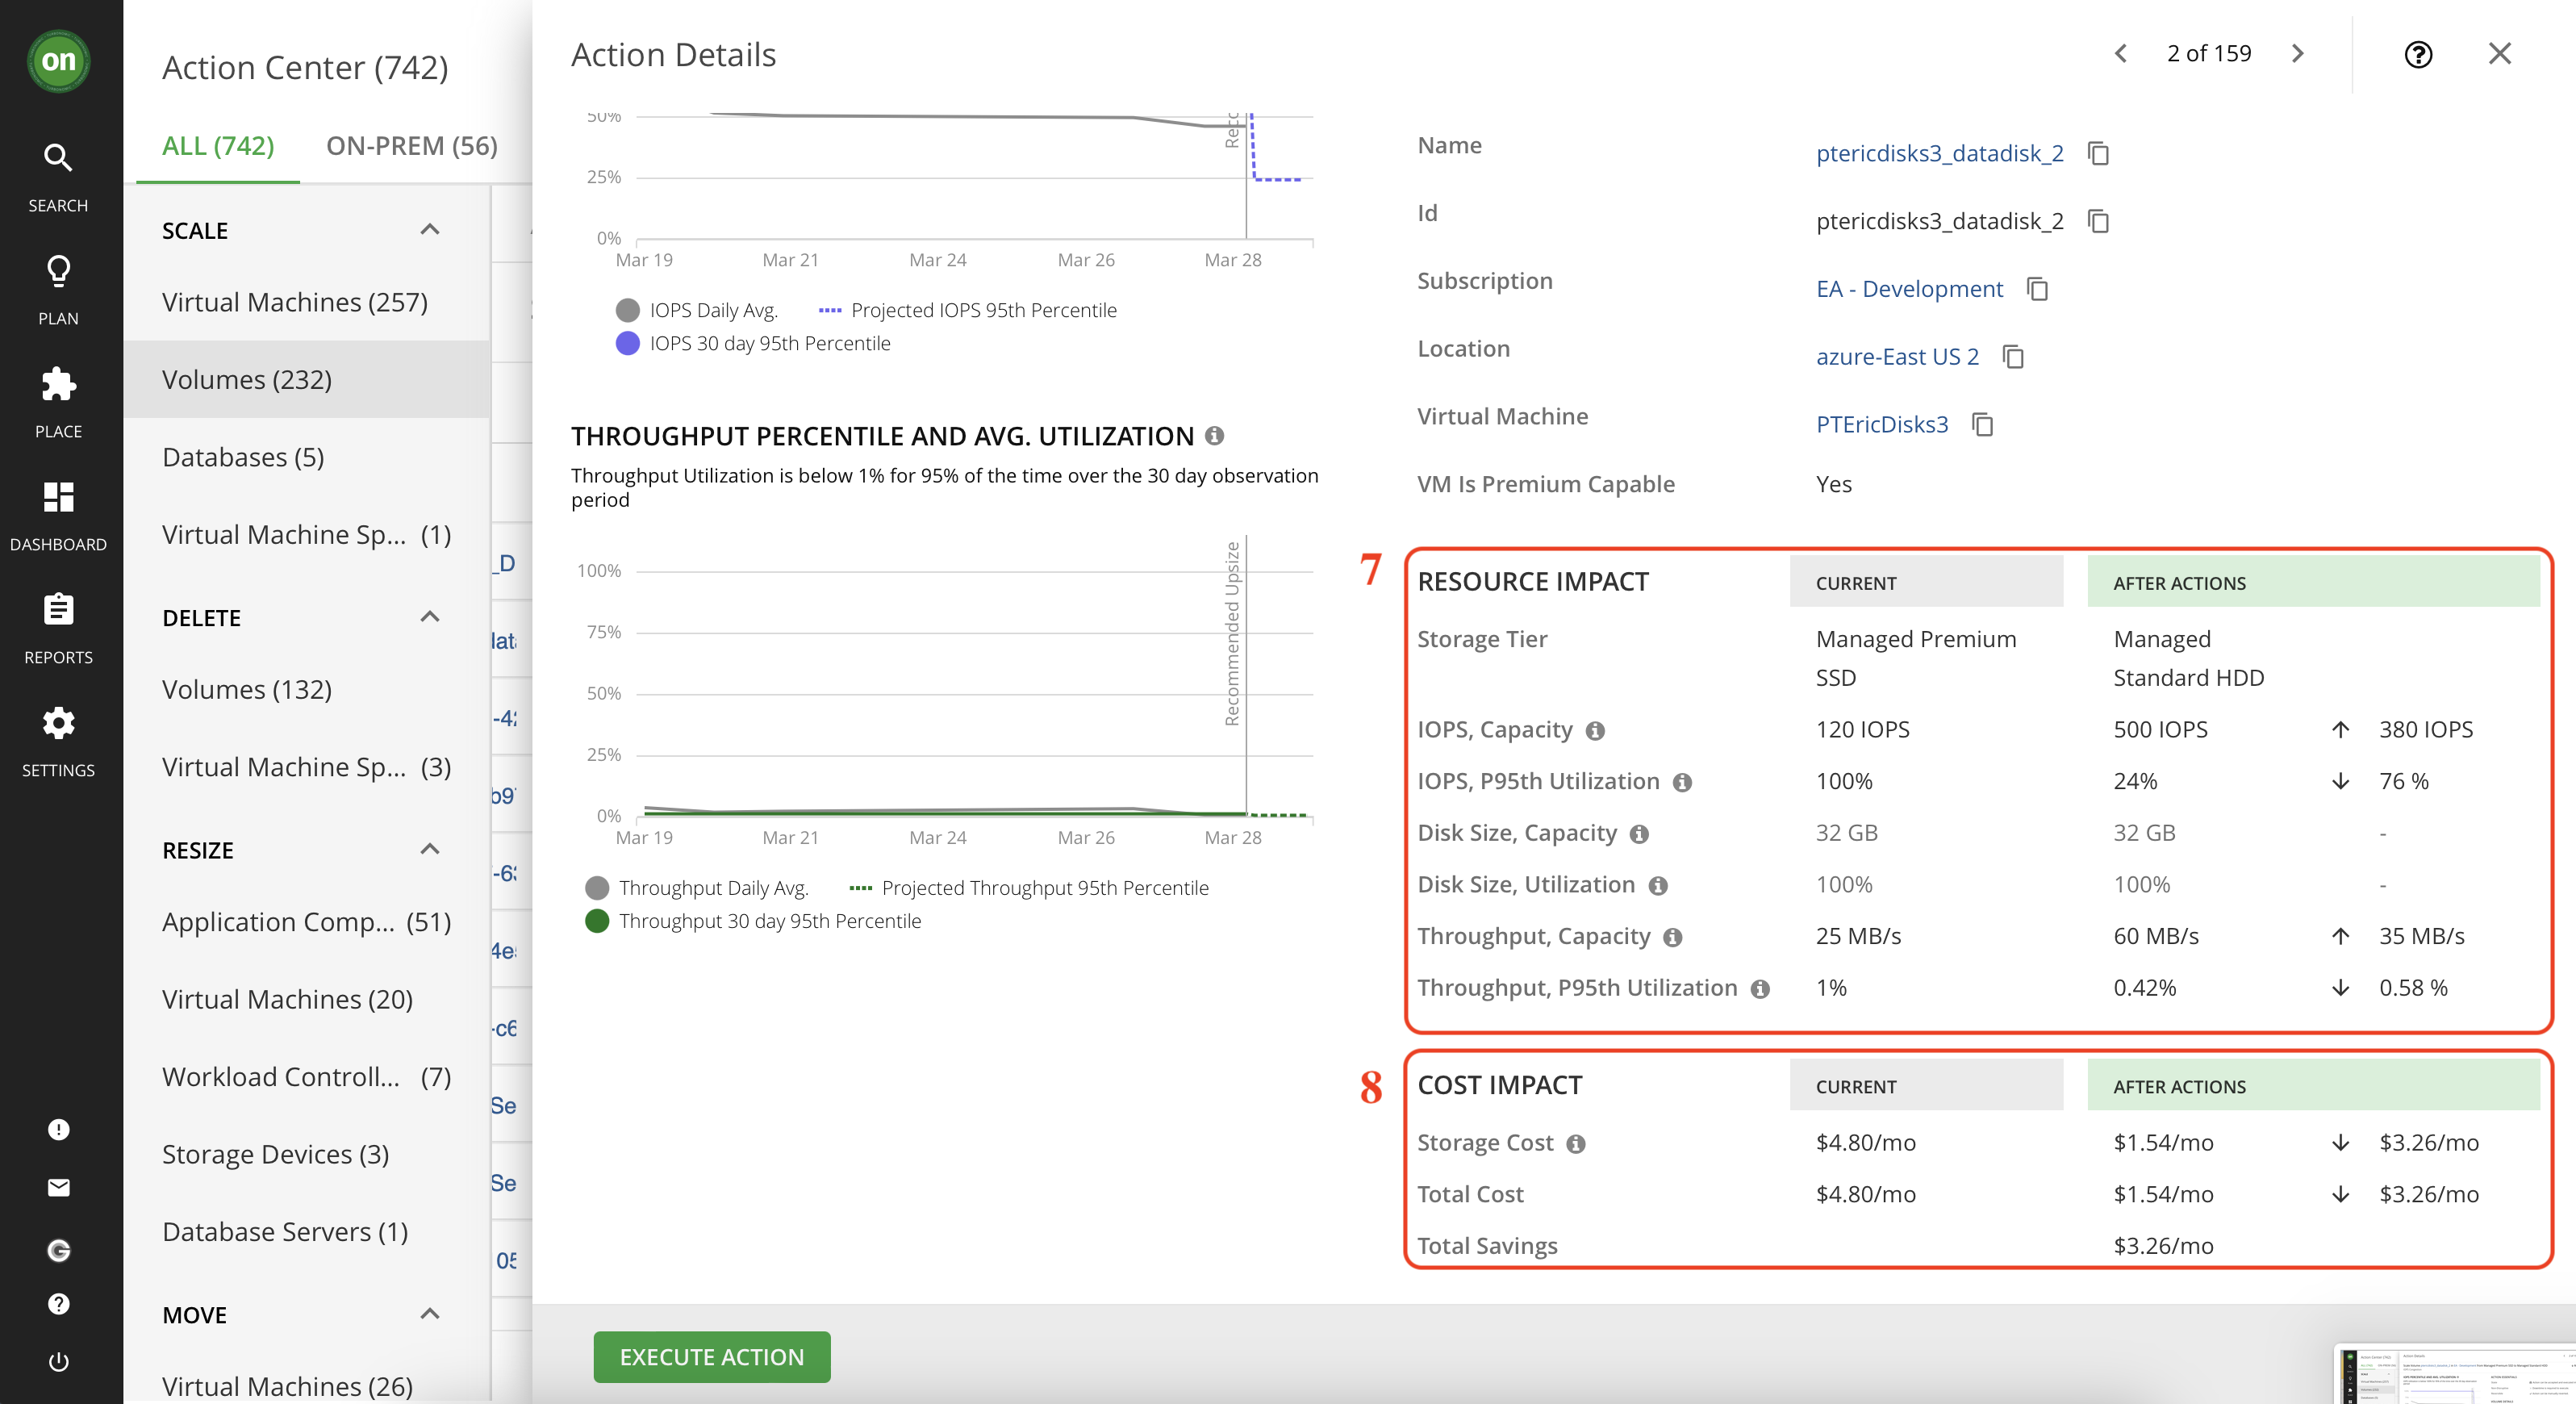 on
SEARCH
PLAN
PLACE
DASHBOARD
REPORTS
SETTINGS
Action Center (742)
ALL (742) ON-PREM (56)
SCALE
Virtual Machines (257)
Volumes (232)
Databases (5)
Virtual Machine Sp... (1)
DELETE
Volumes (132)
Virtual Machine Sp... (3)
RESIZE
Application Comp... (51)
Virtual Machines (20)
Workload Controll... (7)
Storage Devices (3)
Database Servers (1)
MOVE
Virtual Machines (26)
_D
-42
b9
-6
4e
-c6
Se
Se
05
Action Details
2 of 159
50%
25%
0%
Mar 19 Mar 21 Mar 24 Mar 26 Mar 28
IOPS Daily Avg. Projected IOPS 95th Percentile
IOPS 30 day 95th Percentile
THROUGHPUT PERCENTILE AND AVG. UTILIZATION
Throughput Utilization is below 1% for 95% of the time over the 30 day observation
period
Recommended Upsize
100%
75%
50%
25%
0%
Mar 19 Mar 21 Mar 24 Mar 26 Mar 28
Throughput Daily Avg. Projected Throughput 95th Percentile
Throughput 30 day 95th Percentile
Name ptericdisks3_datadisk_2
Id ptericdisks3_datadisk_2
Subscription EA - Development
Location azure-East US 2
Virtual Machine PTEricDisks3
VM Is Premium Capable Yes
7
RESOURCE IMPACT CURRENT AFTER ACTIONS
Storage Tier Managed Premium Managed
SSD Standard HDD
IOPS, Capacity 120 IOPS 500 IOPS ↑ 380 IOPS
IOPS, P95th Utilization 100% 24% ↓ 76 %
Disk Size, Capacity 32 GB 32 GB -
Disk Size, Utilization 100% 100% -
Throughput, Capacity 25 MB/s 60 MB/s ↑ 35 MB/s
Throughput, P95th Utilization 1% 0.42% ↓ 0.58 %
8
COST IMPACT CURRENT AFTER ACTIONS
Storage Cost $4.80/mo $1.54/mo ↓ $3.26/mo
Total Cost $4.80/mo $1.54/mo ↓ $3.26/mo
Total Savings $3.26/mo
EXECUTE ACTION